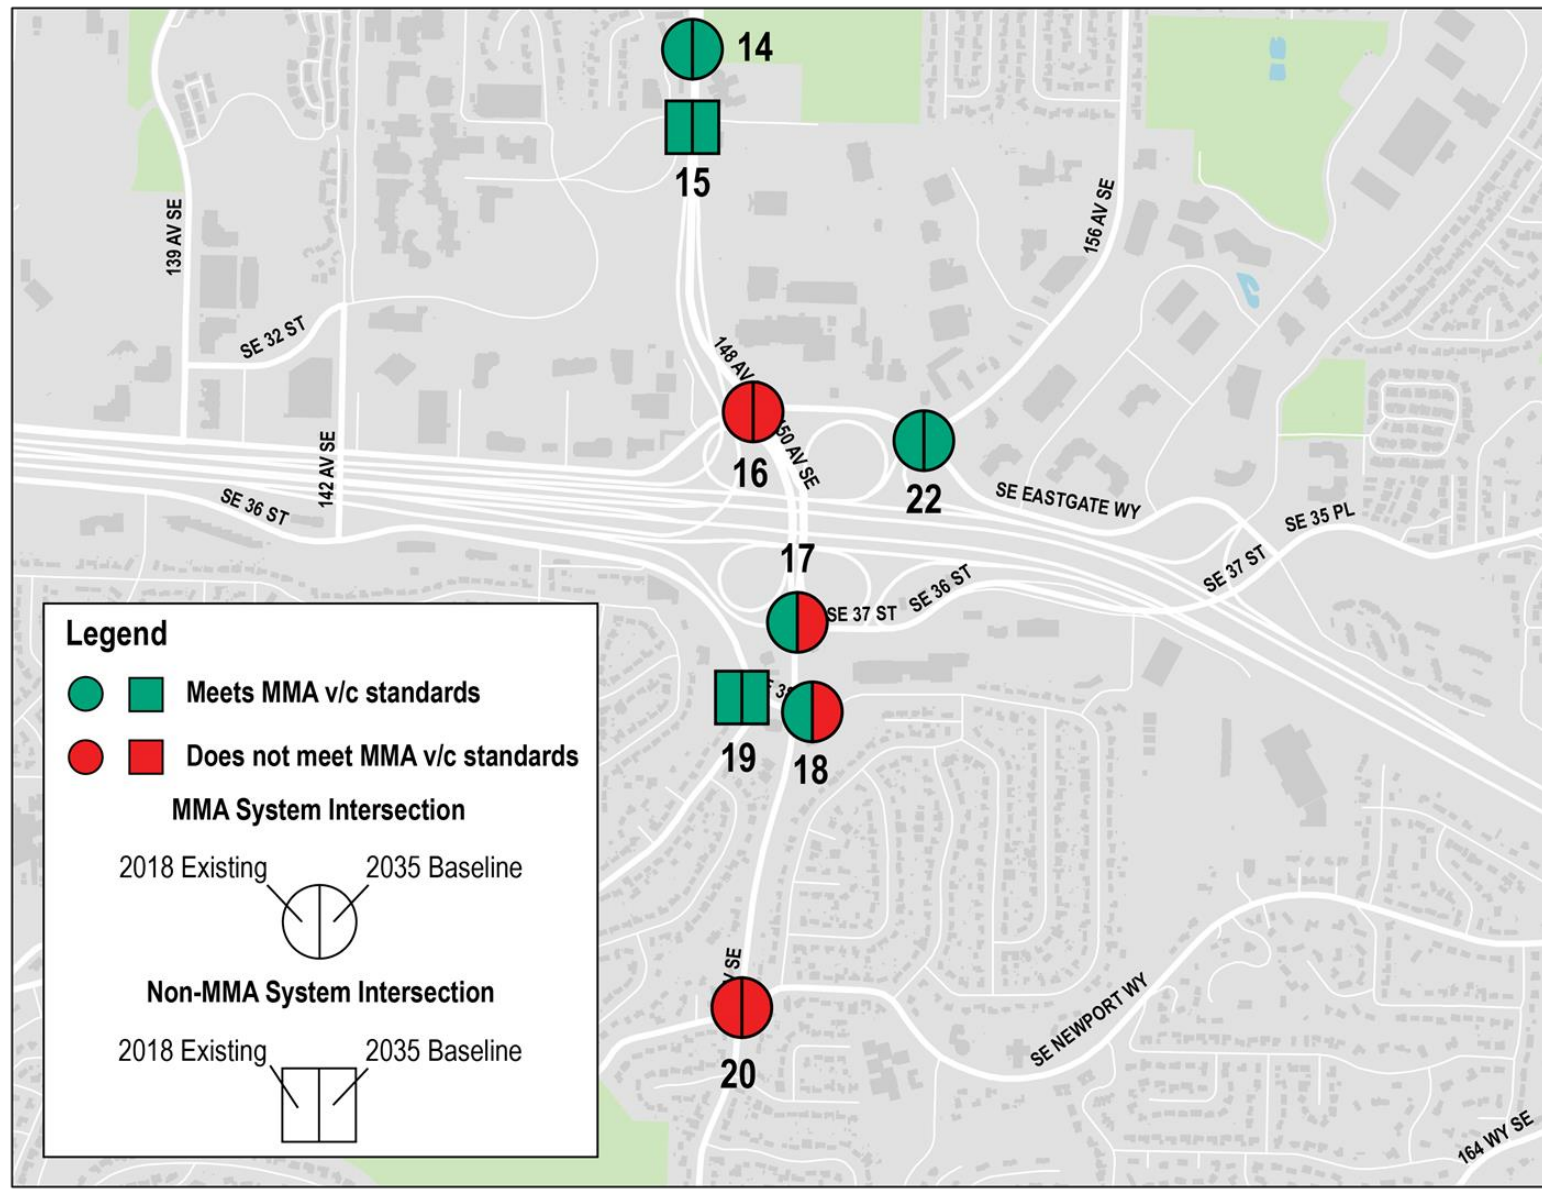 14
15
139 AV SE
156 AV SE
SE 32 ST
148 AV
150 AV SE
142 AV SE
16
22
SE EASTGATE WY
SE 36 ST
SE 35 PL
17
SE 37 ST
SE 36 ST
SE 37 ST
19
18
SE
20
SE NEWPORT WY
164 WY SE
Legend
Meets MMA v/c standards
Does not meet MMA v/c standards
MMA System Intersection
2018 Existing
2035 Baseline
Non-MMA System Intersection
2018 Existing
2035 Baseline